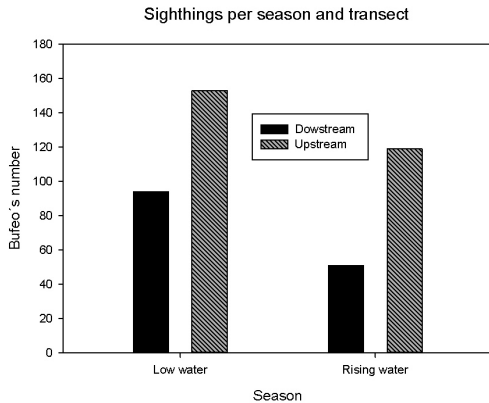 Sighthings per season and transect
180
160
140
120
100
80
60
40
20
0
Bufeo´s number
Dowstream
Upstream
Low water
Rising water
Season